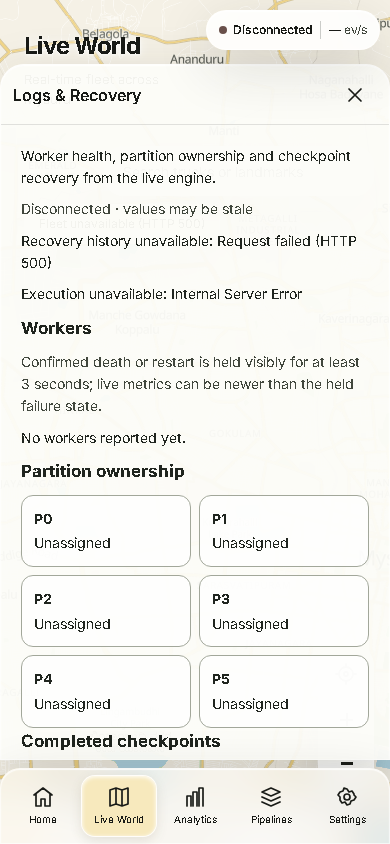 Belagola
Disconnected
— ev/s
Live World
Ananduru
Logs & Recovery
Worker health, partition ownership and checkpoint
recovery from the live engine.
Disconnected · values may be stale
Recovery history unavailable: Request failed (HTTP
500)
Execution unavailable: Internal Server Error
Workers
Confirmed death or restart is held visibly for at least
3 seconds; live metrics can be newer than the held
failure state.
No workers reported yet.
Partition ownership
P0
Unassigned
P1
Unassigned
P2
Unassigned
P3
Unassigned
P4
Unassigned
P5
Unassigned
Completed checkpoints
Home
Live World
Analytics
Pipelines
Settings